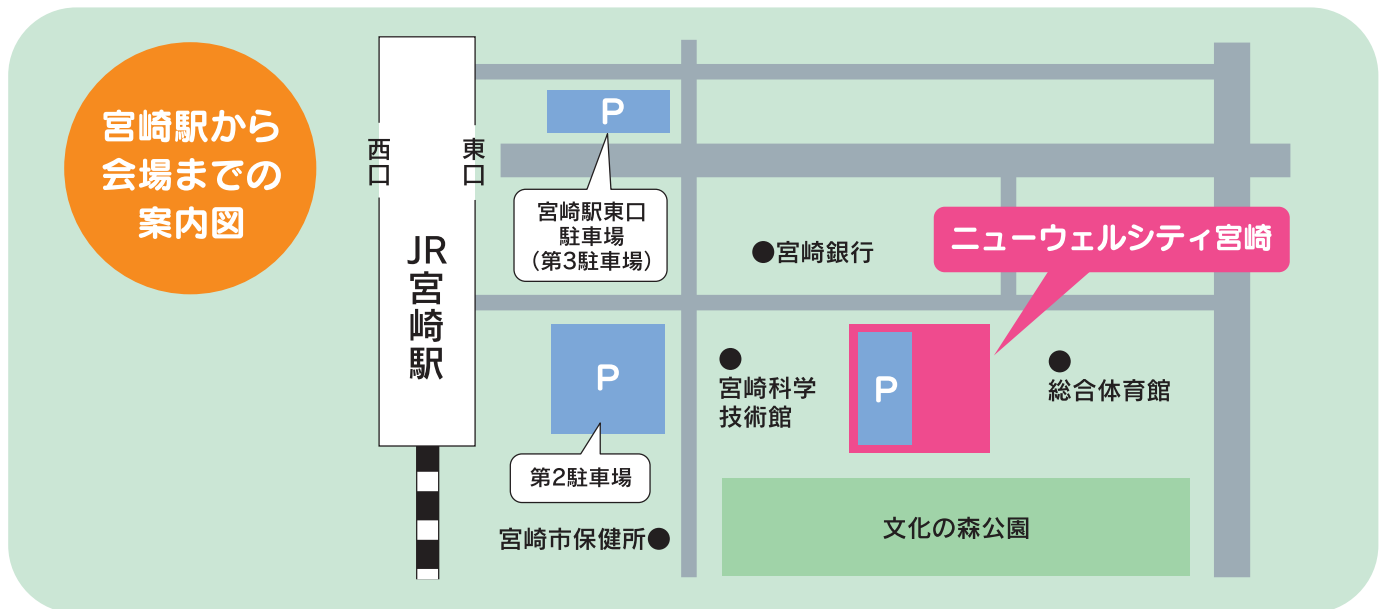 宮崎駅から
会場までの
案内図
西口
東口
JR宮崎駅
P
宮崎駅東口
駐車場
（第3駐車場）
宮崎銀行
ニューウェルシティ宮崎
P
第2駐車場
宮崎科学
技術館
P
総合体育館
宮崎市保健所
文化の森公園